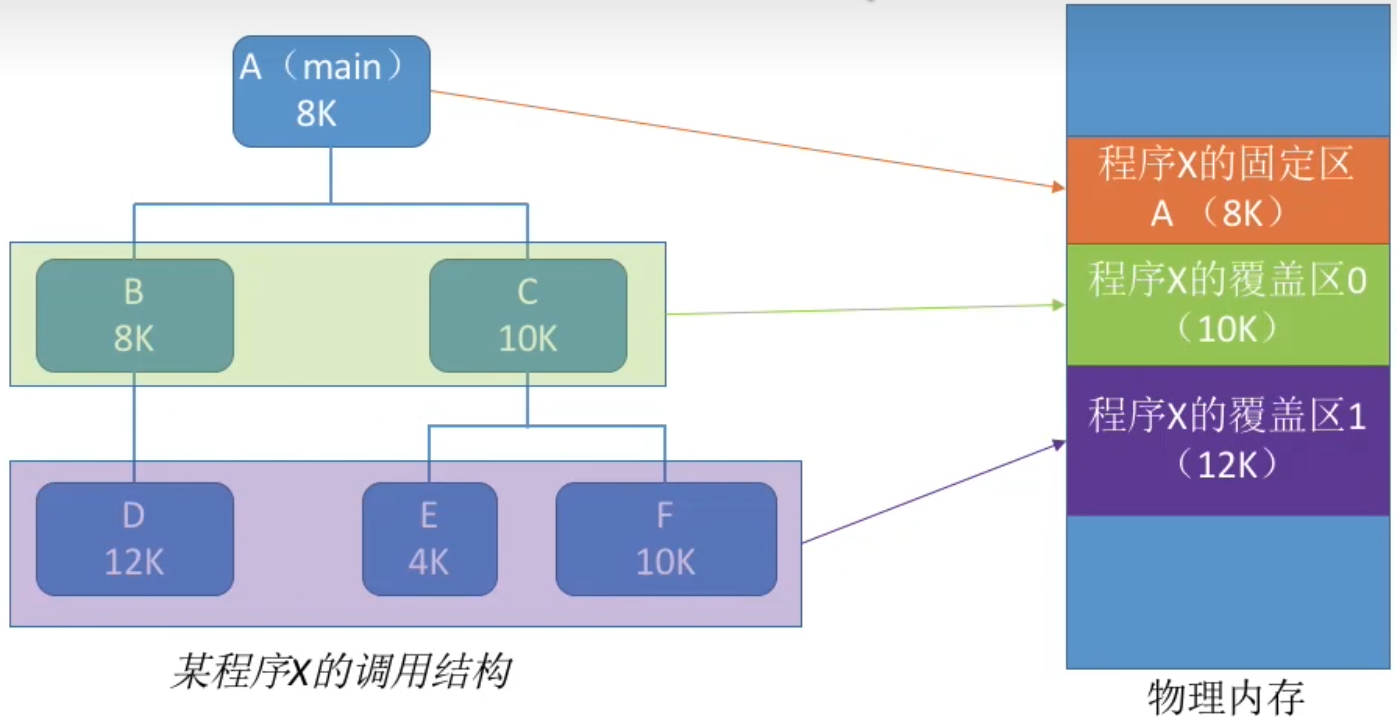 A（main）
8K
B
8K
C
10K
D
12K
E
4K
F
10K
某程序X的调用结构
程序X的固定区
A （8K）
程序X的覆盖区0
（10K）
程序X的覆盖区1
（12K）
物理内存